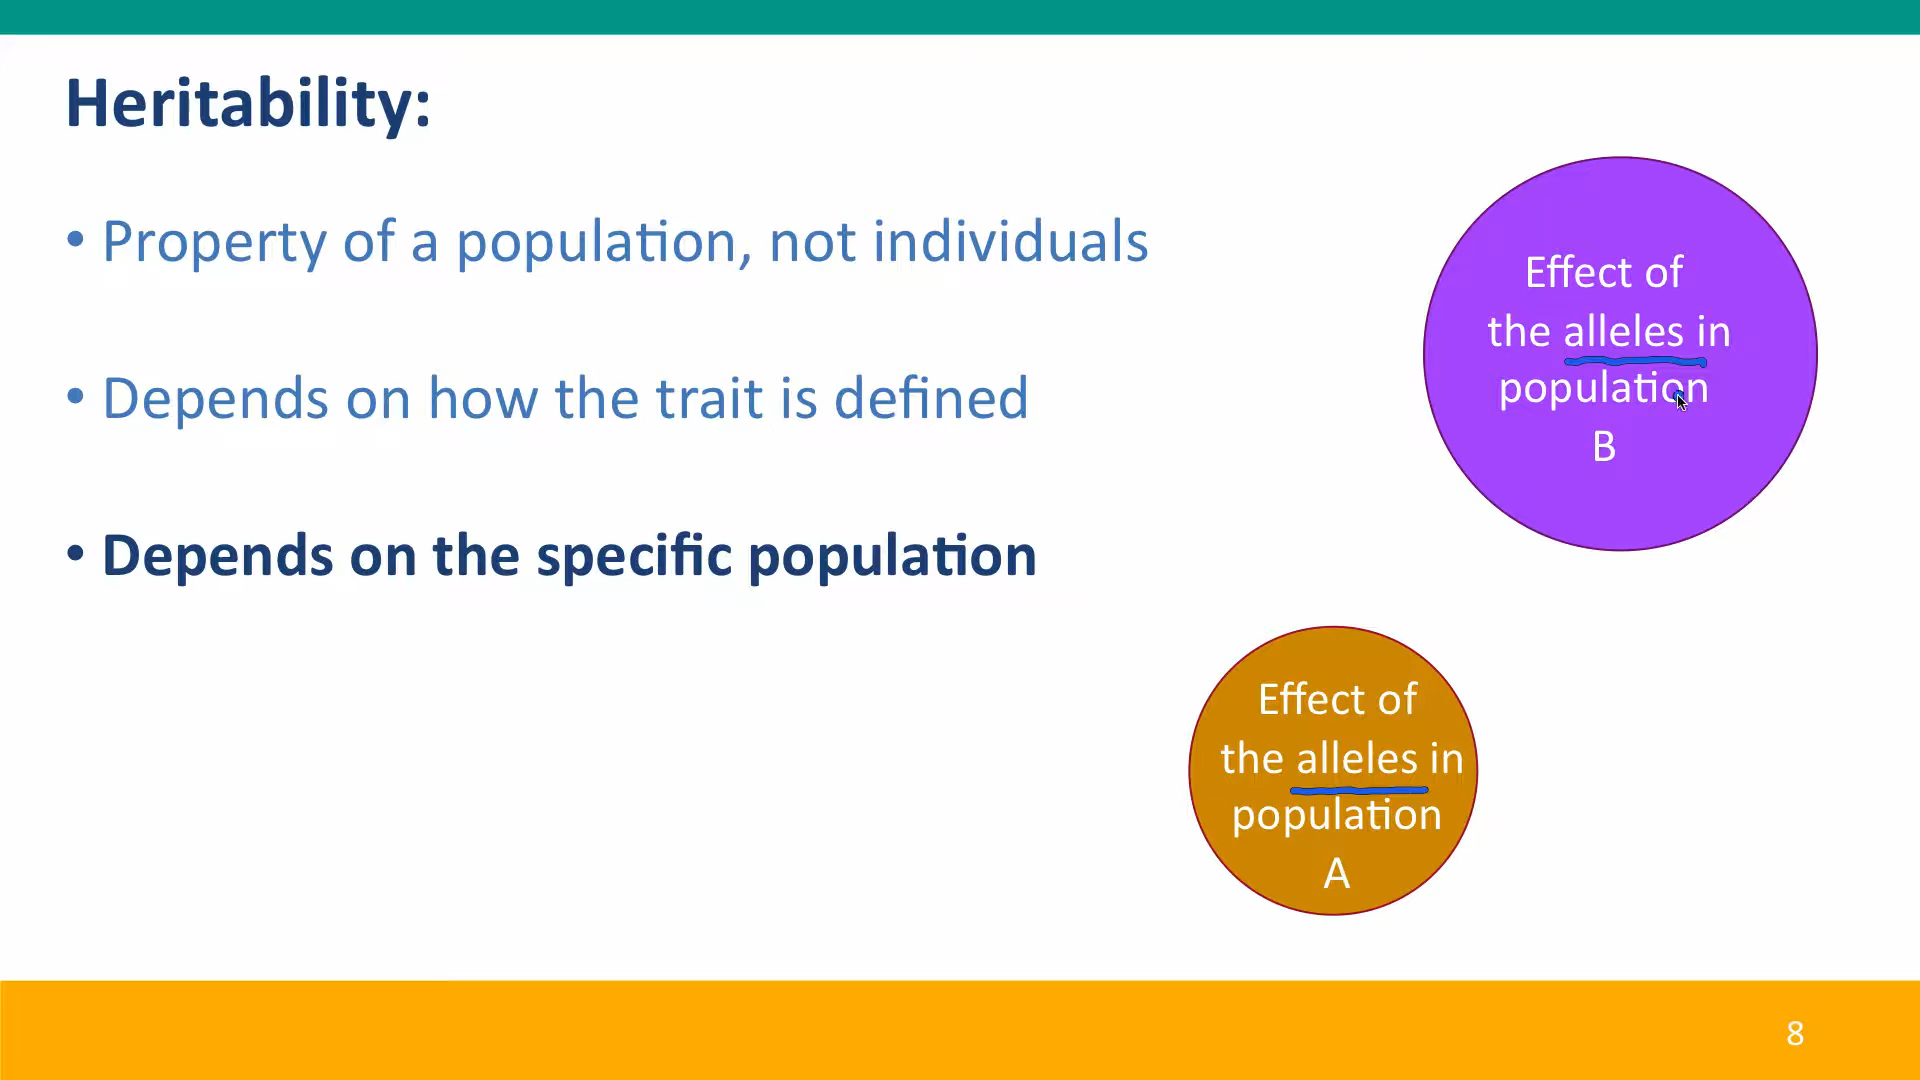 Heritability:
• Property of a population, not individuals
• Depends on how the trait is defined
• Depends on the specific population
Effect of
the alleles in
population
B
Effect of
the alleles in
population
A
8